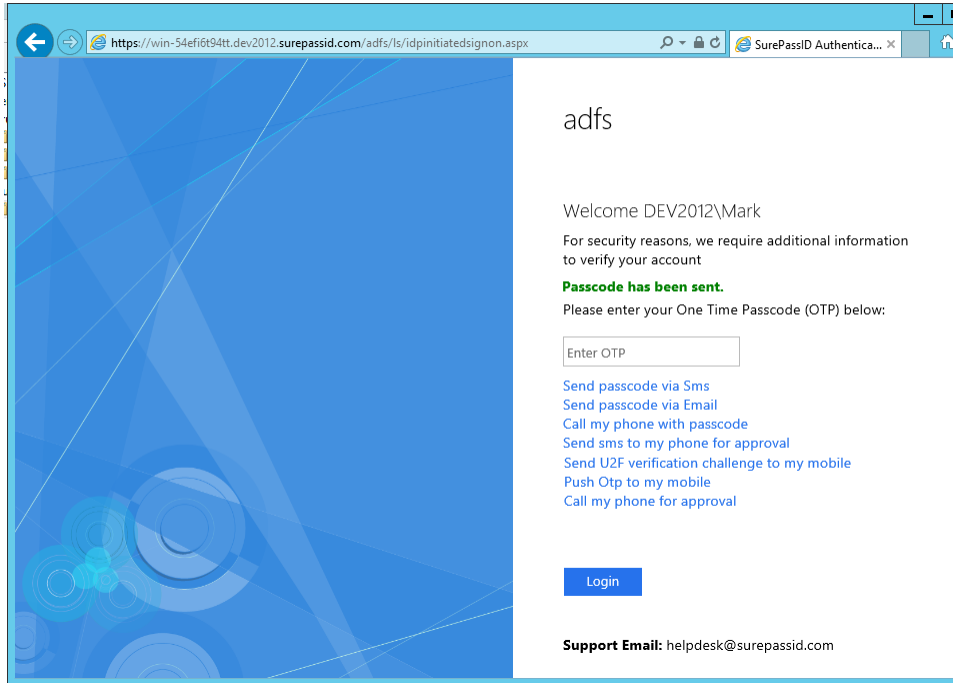 https://win-54efi6t94tt.dev2012.surepassid.com/adfs/ls/idpinitiatedsignon.aspx
SurePassID Authentica...
adfs
Welcome DEV2012\Mark
For security reasons, we require additional information
to verify your account
Passcode has been sent.
Please enter your One Time Passcode (OTP) below:
Enter OTP
Send passcode via Sms
Send passcode via Email
Call my phone with passcode
Send sms to my phone for approval
Send U2F verification challenge to my mobile
Push Otp to my mobile
Call my phone for approval
Login
Support Email: helpdesk@surepassid.com